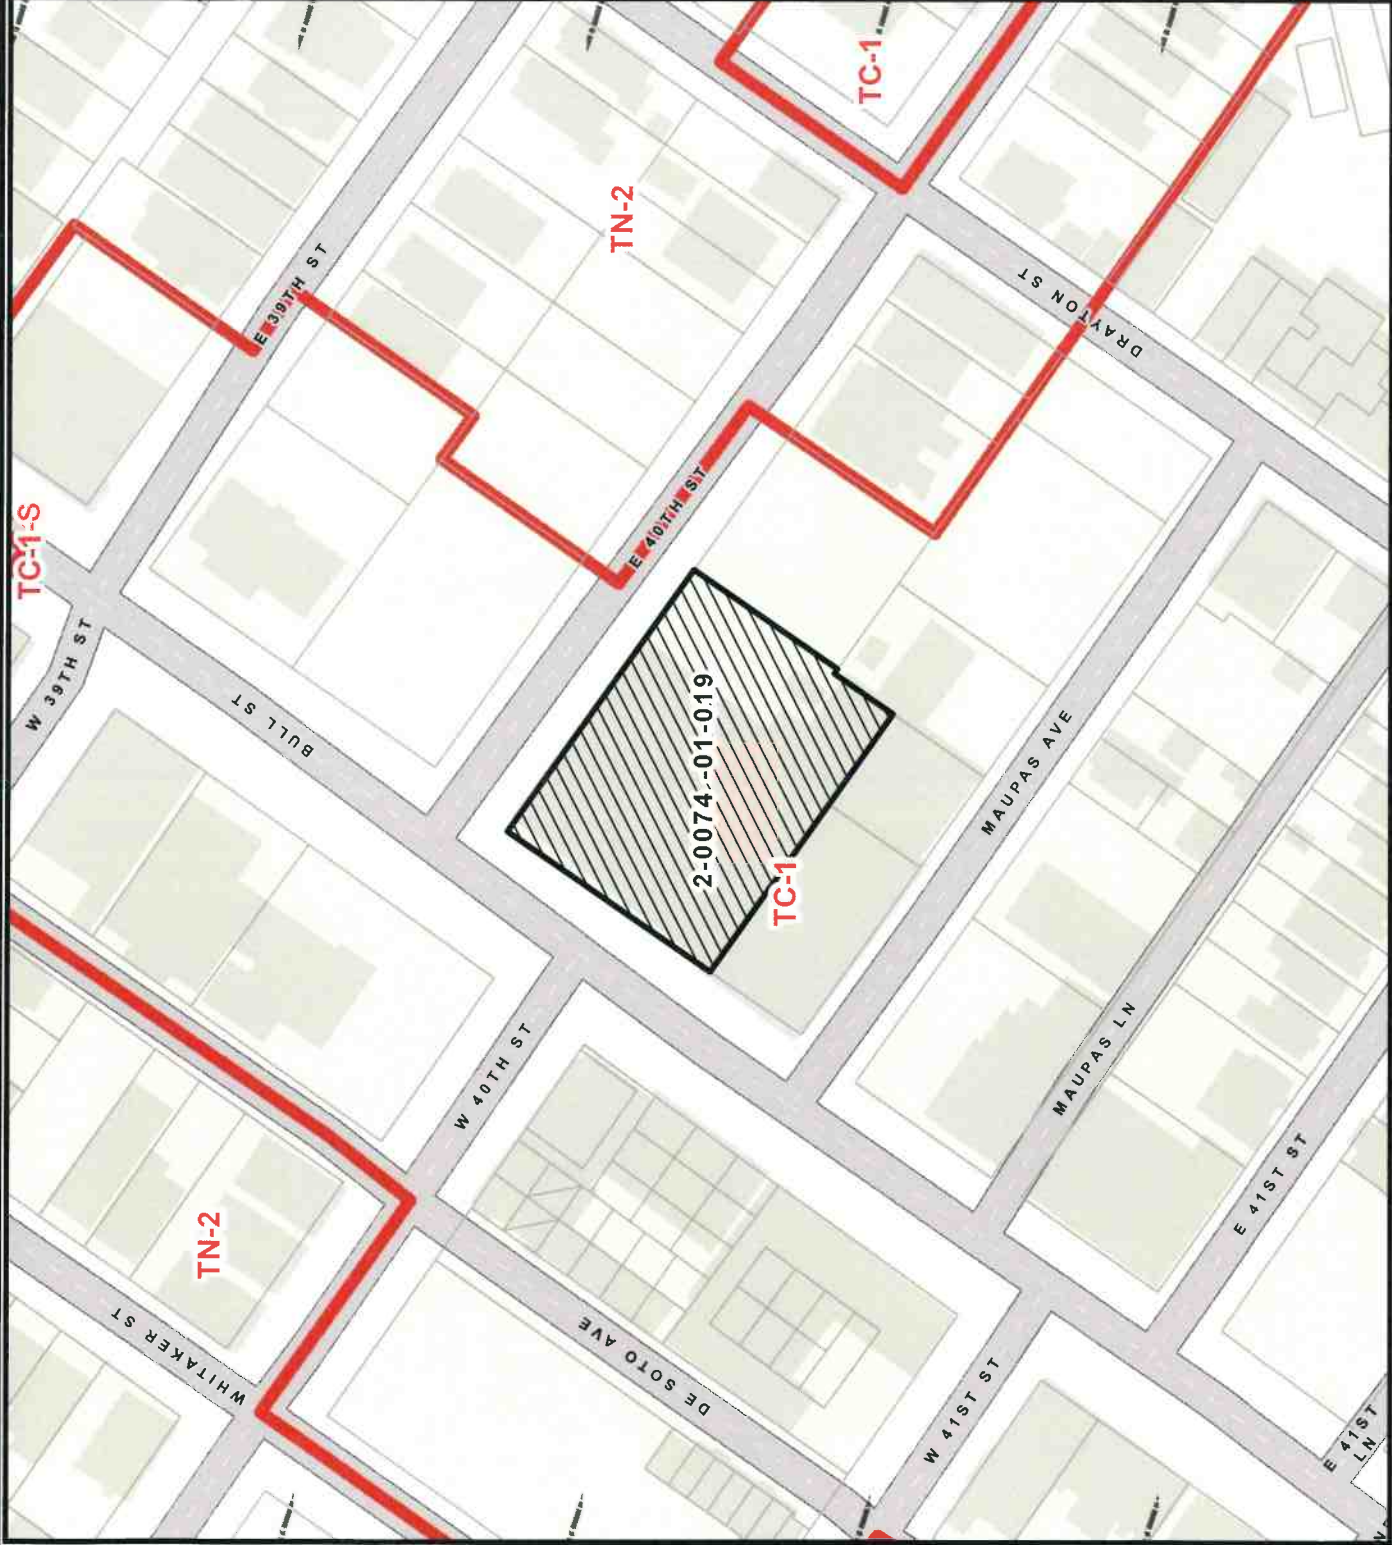 TC-1
TN-2
E 39TH ST
DRAYTON ST
TC-1-S
E 40TH ST
W 39TH ST
BULL ST
2-0074-01-019
MAUPAS AVE
TC-1
W 40TH ST
MAUPAS LN
TN-2
E 41ST ST
WHITAKER ST
DE SOTO AVE
W 41ST ST
E 41ST
LN